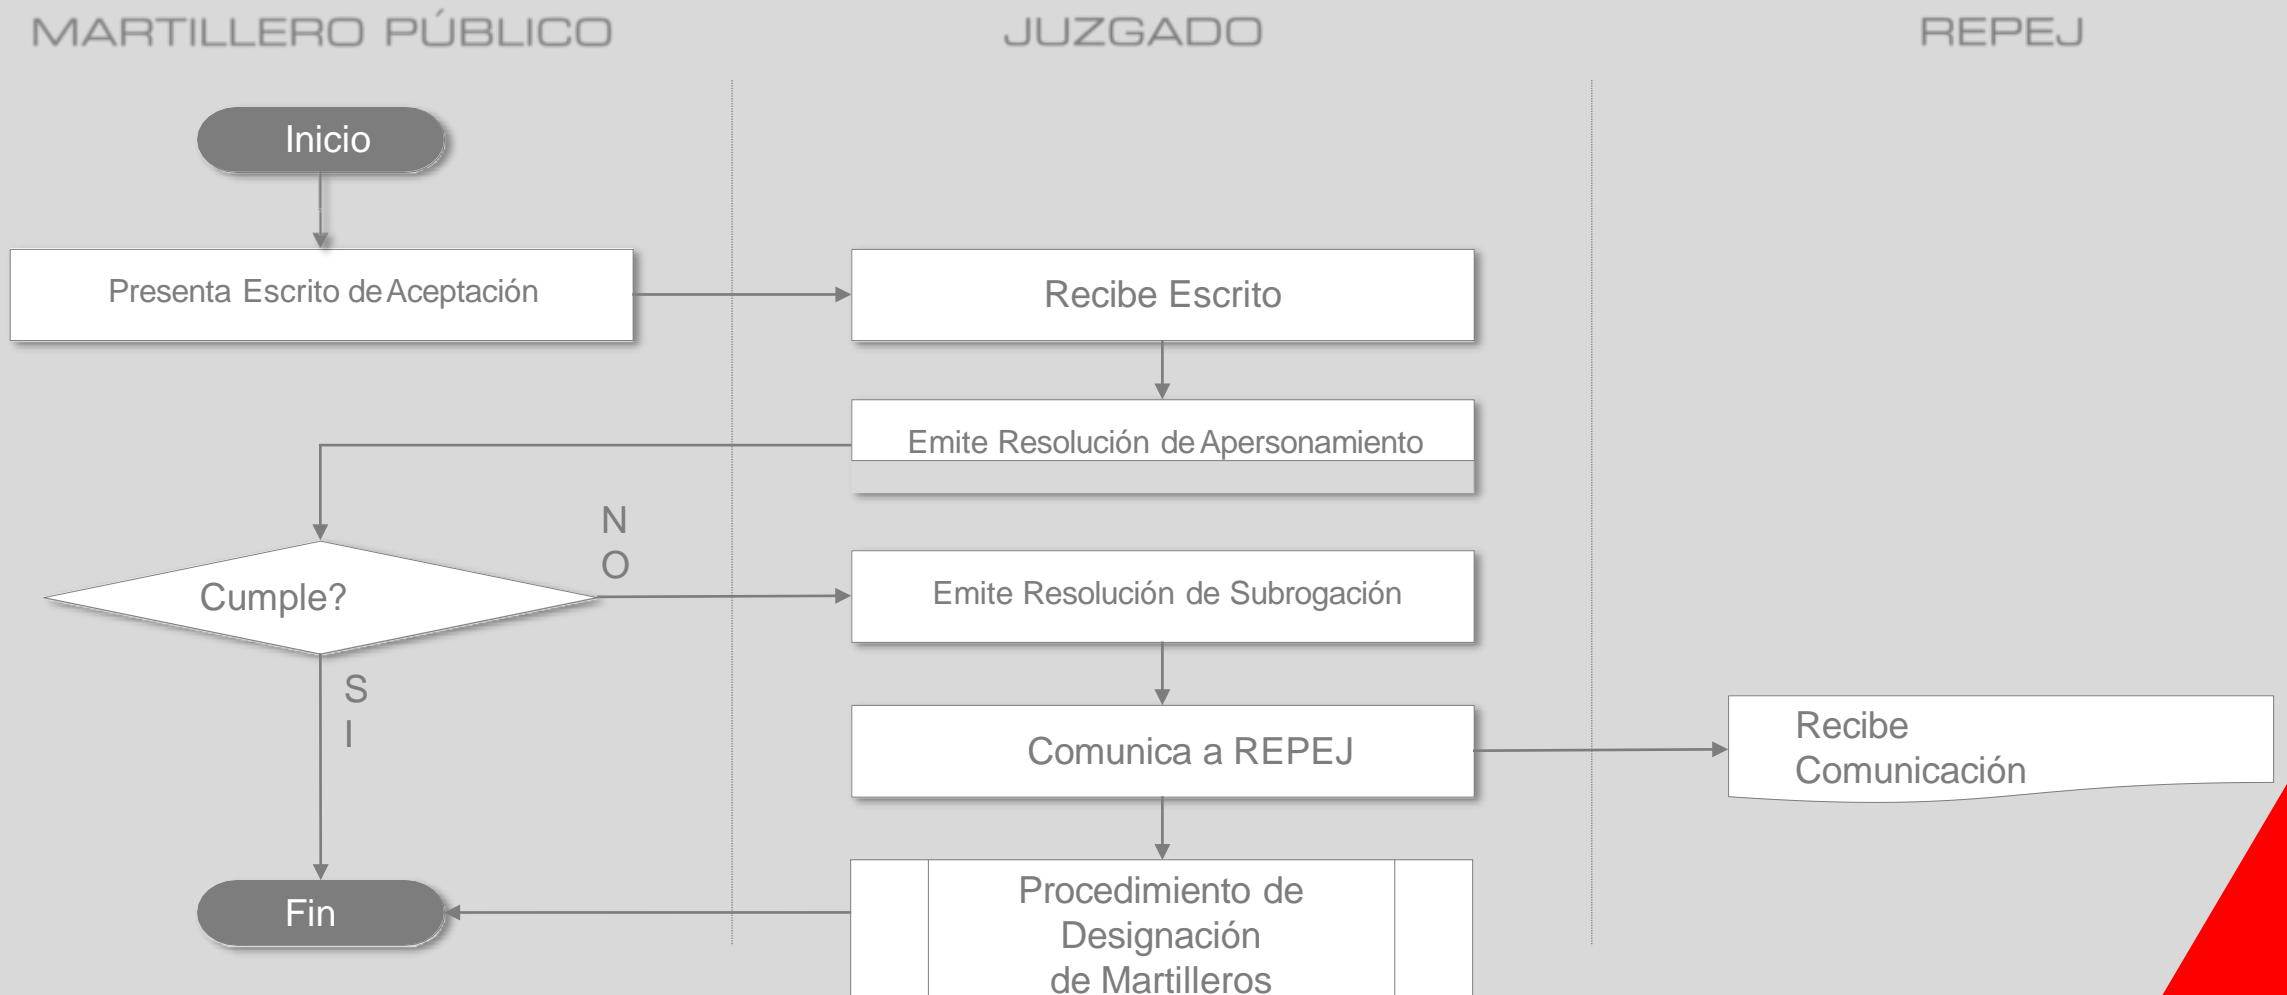 MARTILLERO PÚBLICO
JUZGADO
REPEJ
Inicio
Presenta Escrito de Aceptación
Recibe Escrito
Emite Resolución de Apersonamiento
N
O
Cumple?
Emite Resolución de Subrogación
S
I
Comunica a REPEJ
Recibe
Comunicación
Fin
Procedimiento de
Designación
de Martilleros